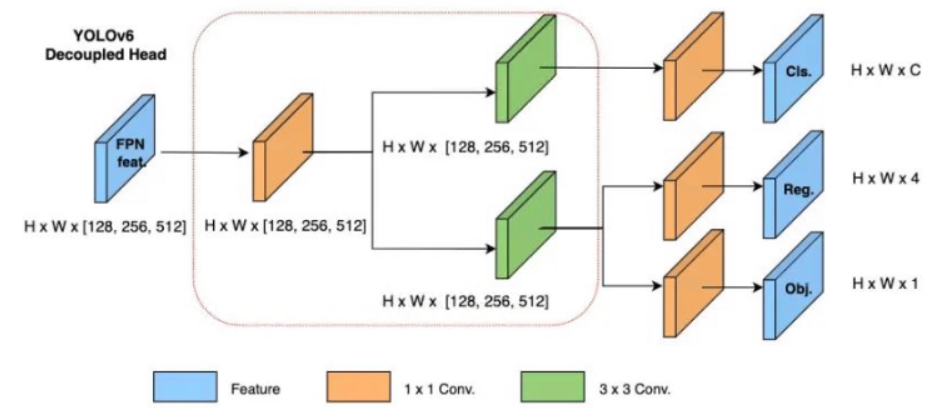 YOLOv6
Decoupled Head
FPN
feat.
H x W x [128, 256, 512]
H x W x [128, 256, 512]
H x W x [128, 256, 512]
H x W x [128, 256, 512]
Cls.
H x W x C
Reg.
H x W x 4
Obj.
H x W x 1
Feature
1 x 1 Conv.
3 x 3 Conv.